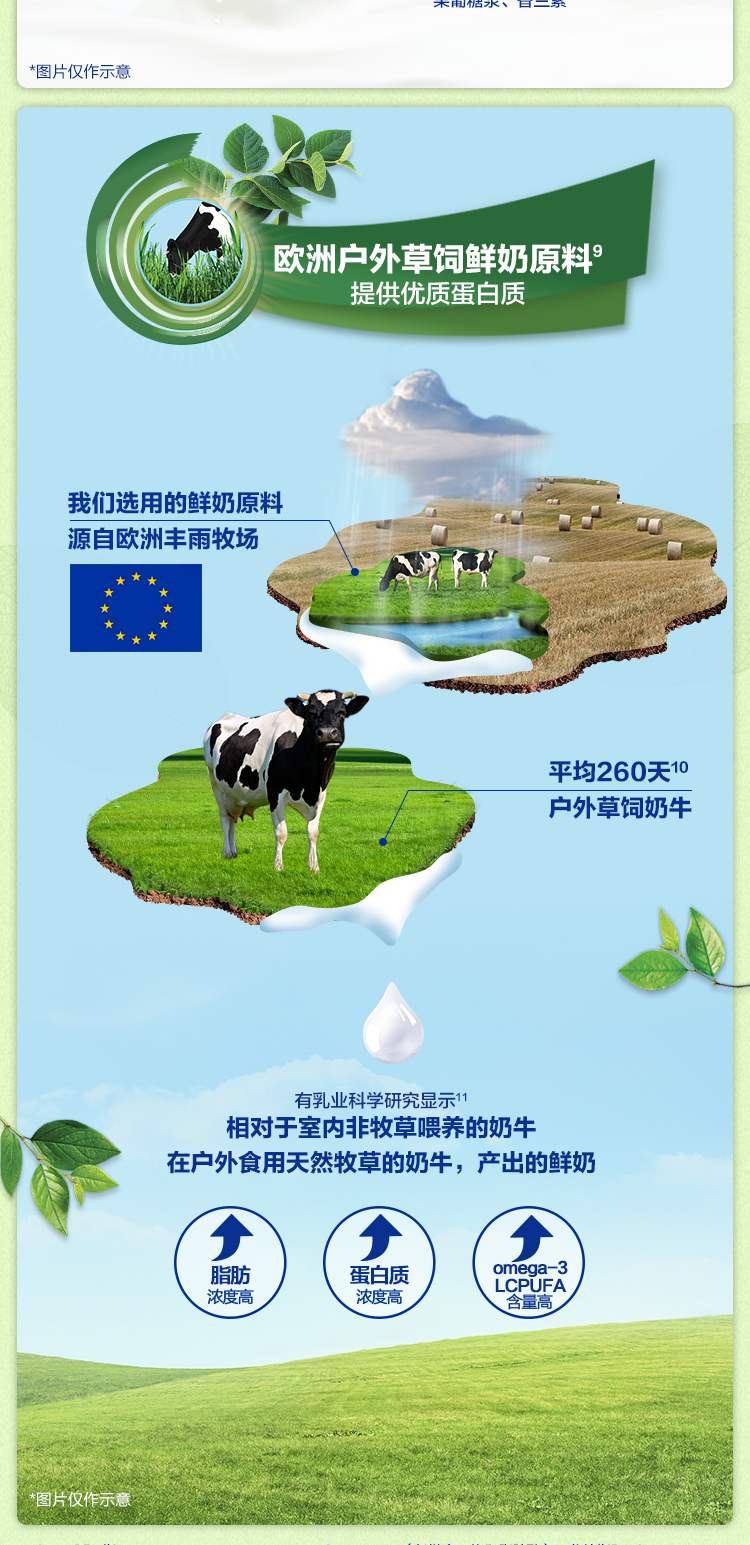 *图片仅作示意
欧洲户外草饲鲜奶原料9
提供优质蛋白质
我们选用的鲜奶原料
源自欧洲丰雨牧场
平均260天10
户外草饲奶牛
有乳业科学研究显示11
相对于室内非牧草喂养的奶牛
在户外食用天然牧草的奶牛，产出的鲜奶
脂肪
浓度高
蛋白质
浓度高
omega-3
LCPUFA
含量高
*图片仅作示意